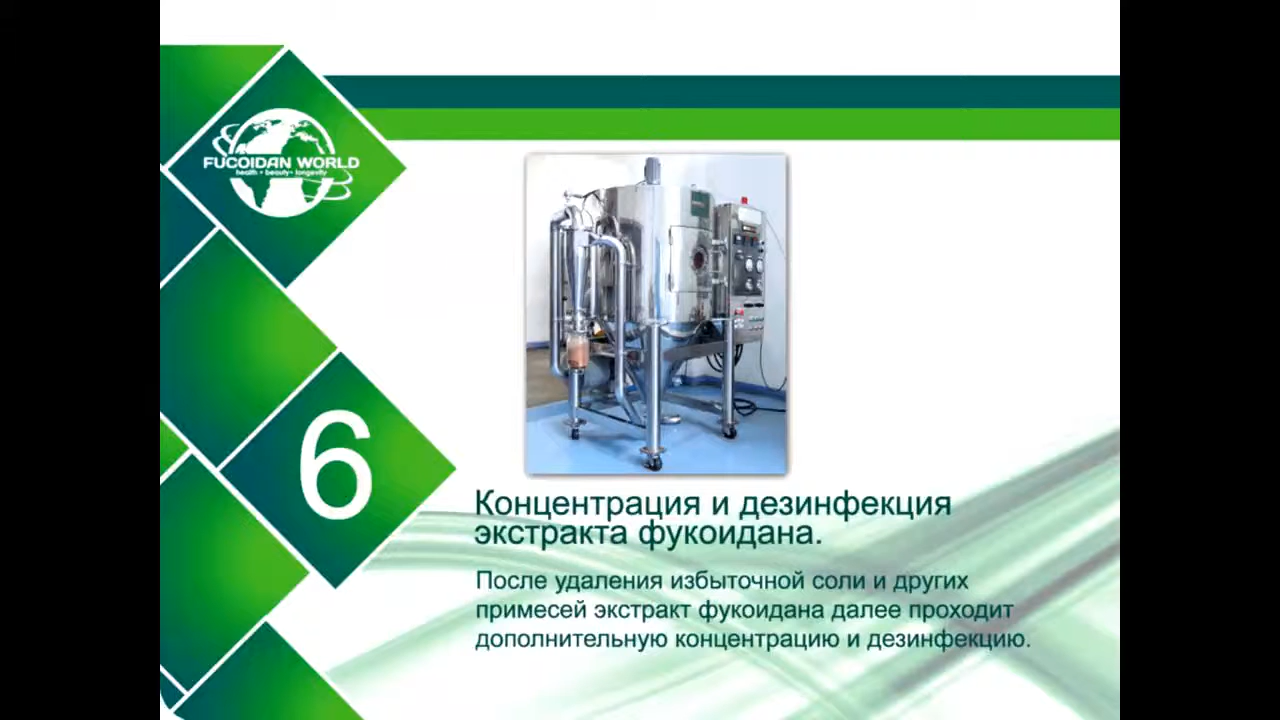 FUCOIDAN WORLD
health • beauty • longevity
6
Концентрация и дезинфекция
экстракта фукоидана.
После удаления избыточной соли и других
примесей экстракт фукоидана далее проходит
дополнительную концентрацию и дезинфекцию.